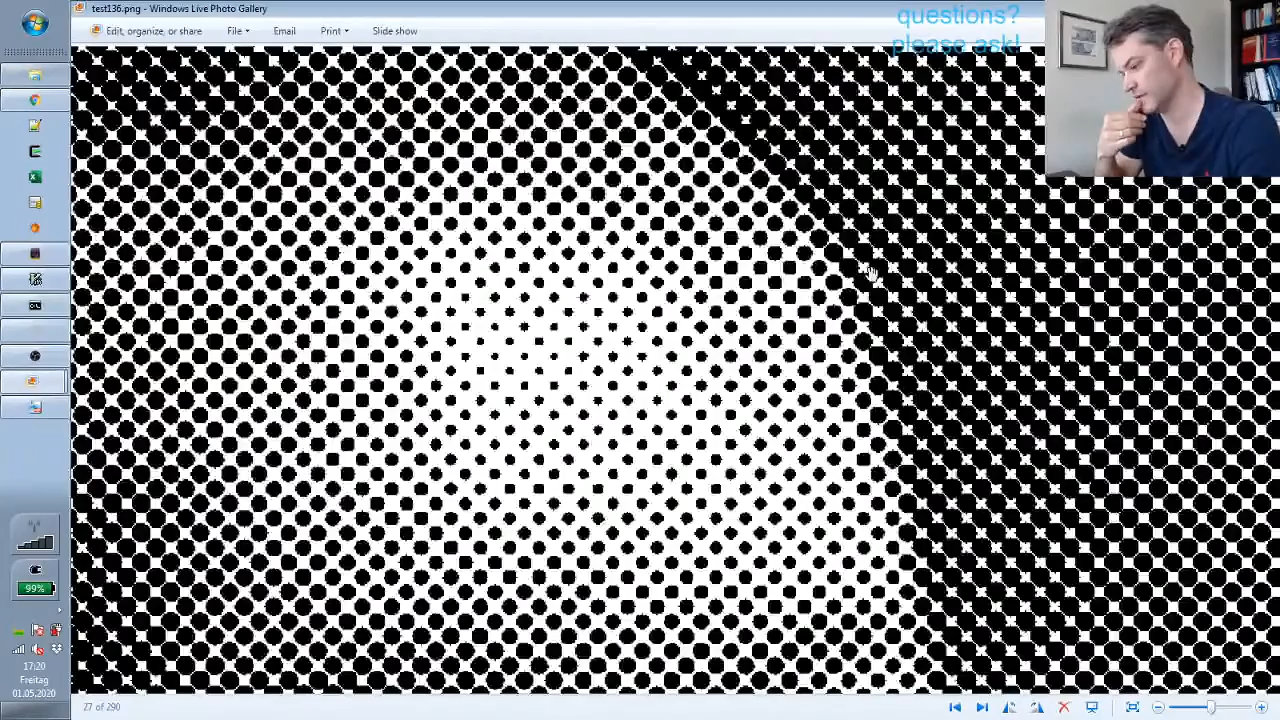 test136.png - Windows Live Photo Gallery
questions?
please ask!
Edit, organize, or share
File
Email
Print
Slide show
99%
17:20
Freitag
01.05.2020
27 of 290